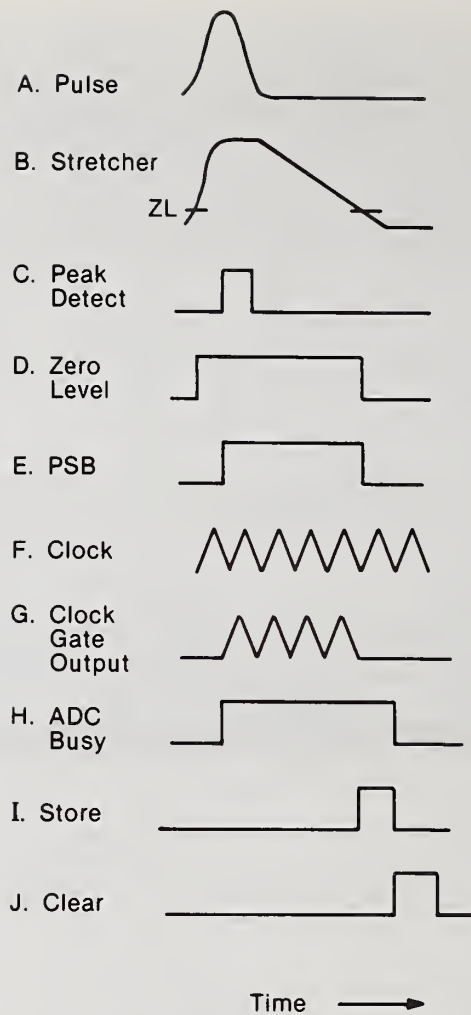 A. Pulse
B. Stretcher
ZL
C. Peak
Detect
D. Zero
Level
E. PSB
F. Clock
G. Clock
Gate
Output
H. ADC
Busy
I. Store
J. Clear
Time